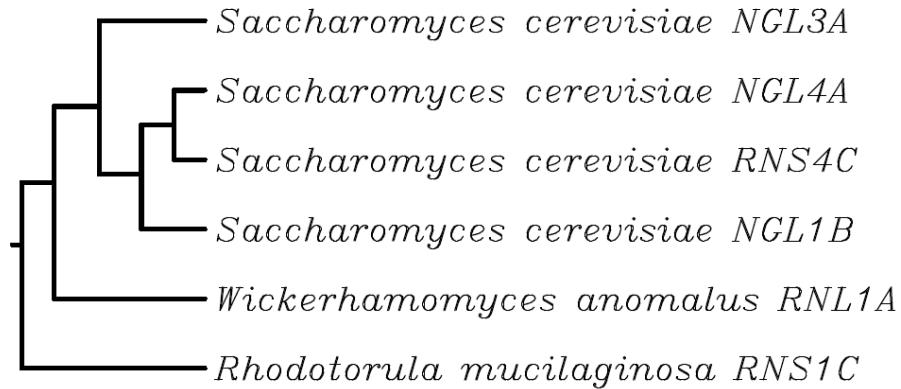 Saccharomyces cerevisiae NGL3A
Saccharomyces cerevisiae NGL4A
Saccharomyces cerevisiae RNS4C
Saccharomyces cerevisiae NGL1B
Wickerhamomyces anomalus RNL1A
Rhodotorula mucilaginosa RNS1C